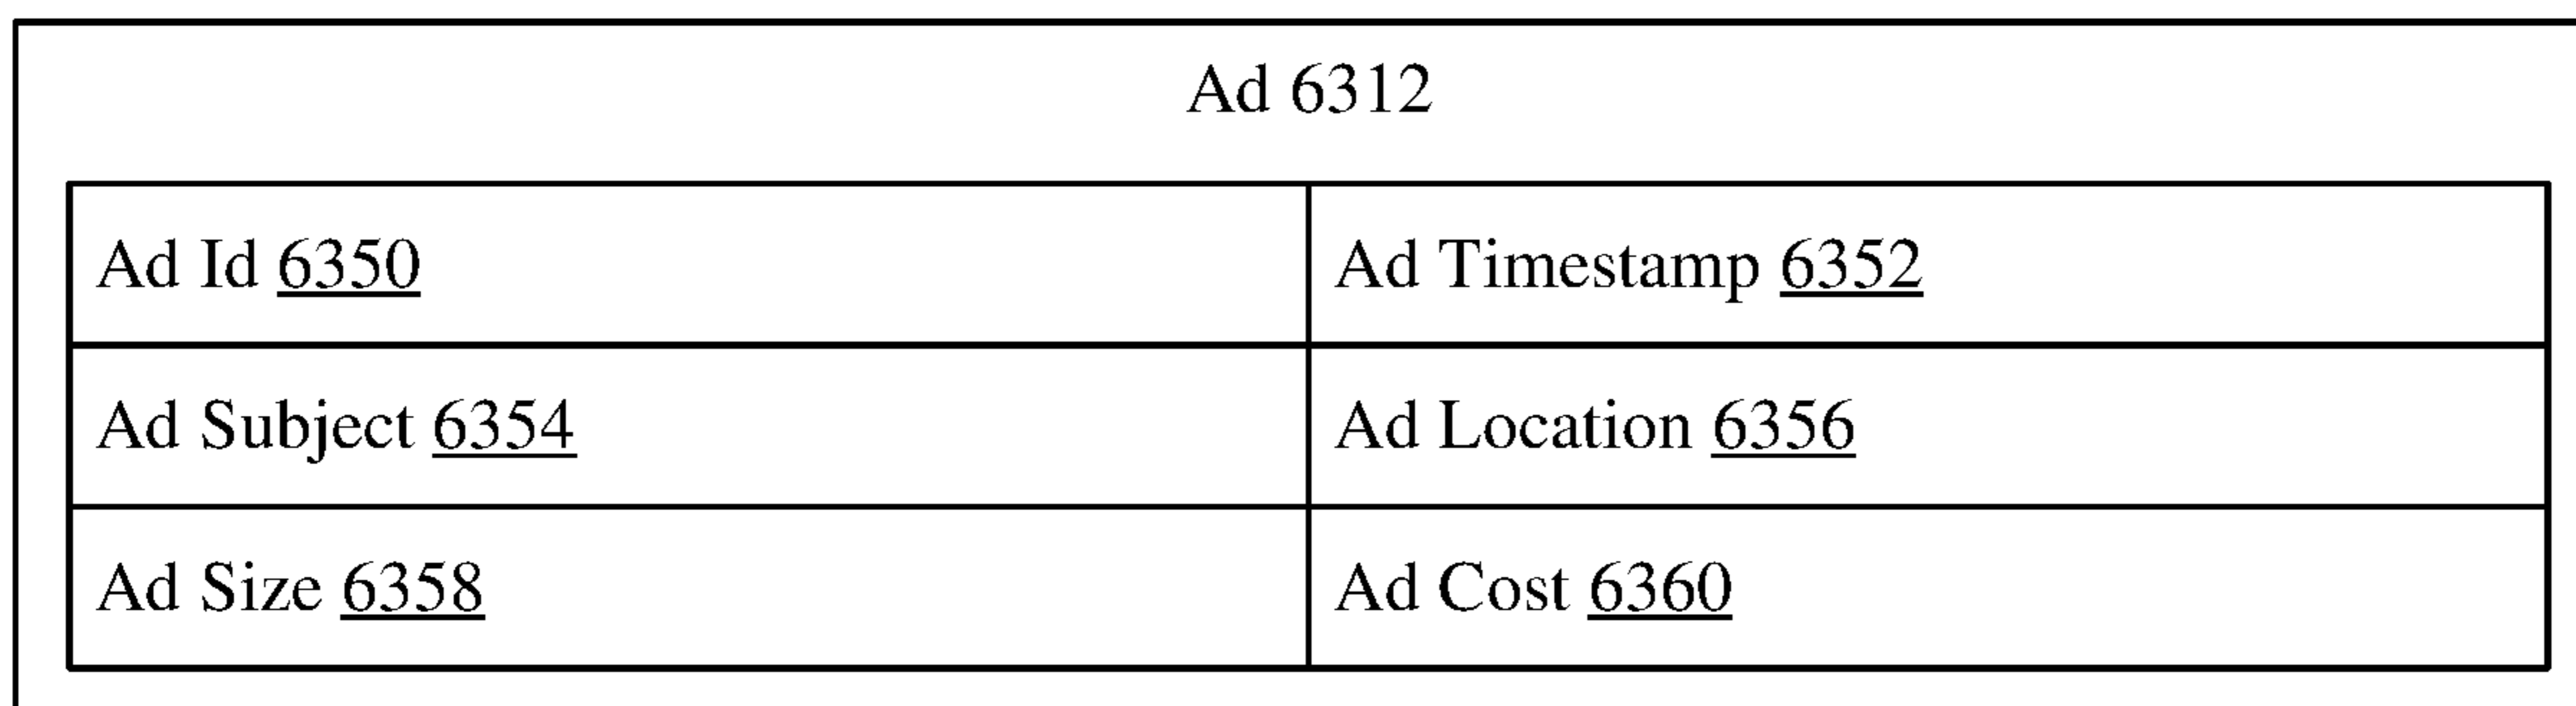 Ad 6312
Ad Id 6350
Ad Timestamp 6352
Ad Subject 6354
Ad Location 6356
Ad Size 6358
Ad Cost 6360